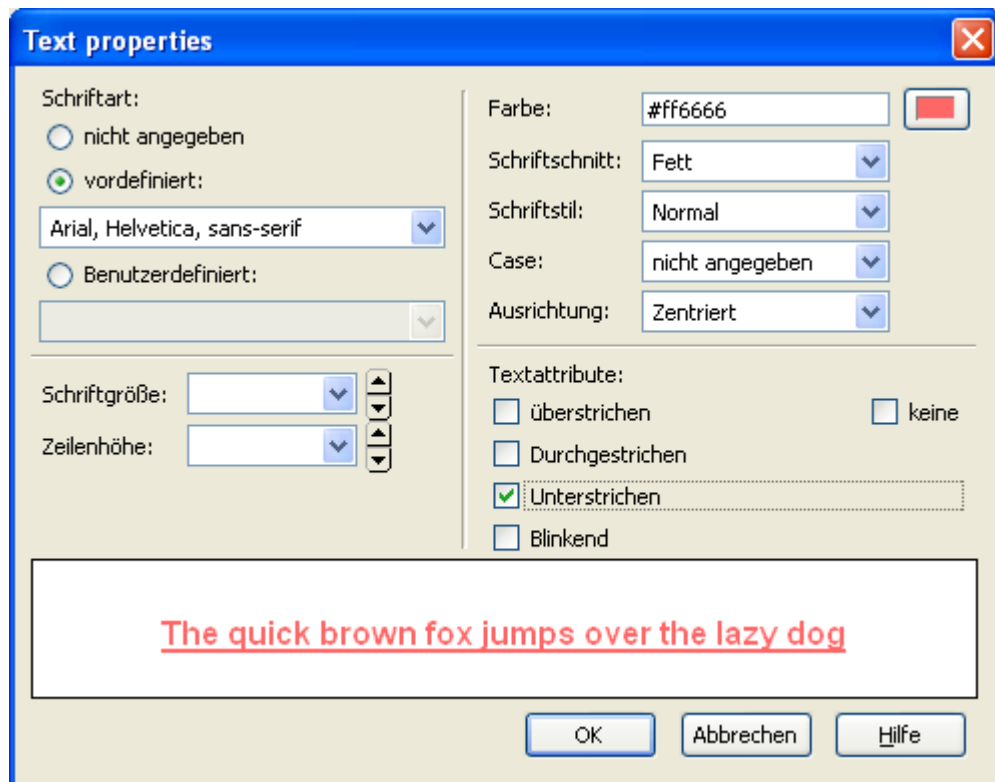 Text properties
Schriftart:
nicht angegeben
vordefiniert:
Arial, Helvetica, sans-serif
Benutzerdefiniert:
Schriftgröße:
Zeilenhöhe:
Farbe: #ff6666
Schriftschnitt: Fett
Schriftstil: Normal
Case: nicht angegeben
Ausrichtung: Zentriert
Textattribute:
überstrichen keine
Durchgestrichen
Unterstrichen
Blinkend
The quick brown fox jumps over the lazy dog
OK Abbrechen Hilfe